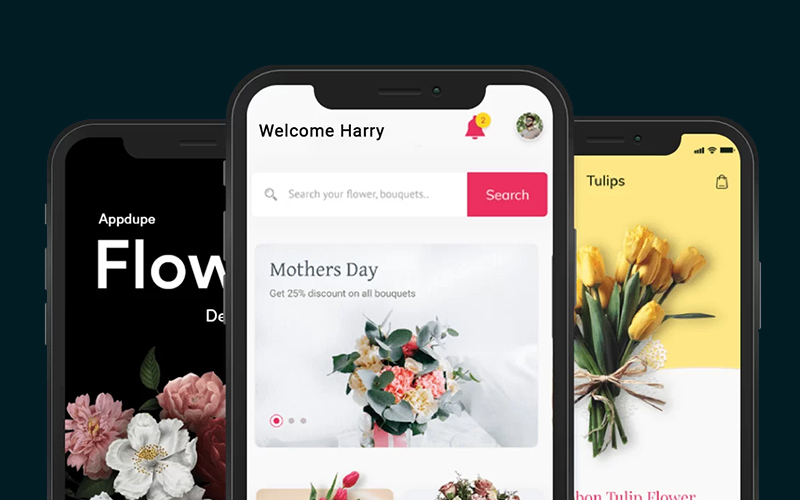 Appdupe
Flow
De
Welcome Harry
2
Search your flower, bouquets..
Search
Mothers Day
Get 25% discount on all bouquets
Tulips
bon Tulip Flower